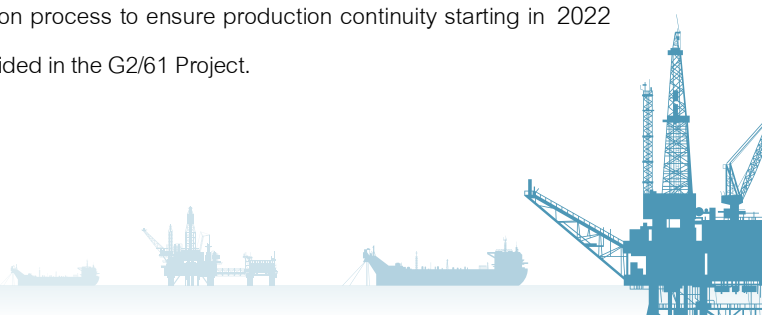 on process to ensure production continuity starting in 2022
ided in the G2/61 Project.